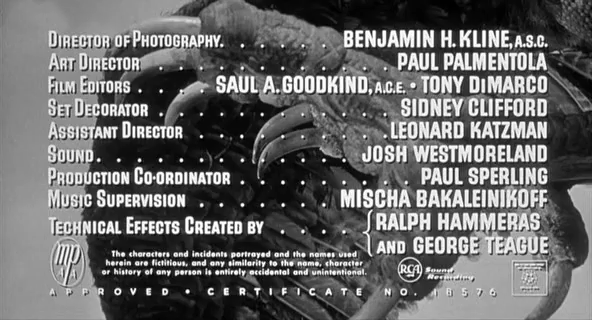 DIRECTOR OF PHOTOGRAPHY. . . . . . BENJAMIN H. KLINE, A.S.C.
ART DIRECTOR . . . . . . . . . PAUL PALMENTOLA
FILM EDITORS . . . . SAUL A. GOODKIND, A.C.E. • TONY DiMARCO
SET DECORATOR . . . . . . . . . SIDNEY CLIFFORD
ASSISTANT DIRECTOR . . . . . . . . LEONARD KATZMAN
SOUND. . . . . . . . . . . . JOSH WESTMORELAND
PRODUCTION CO-ORDINATOR . . . . . . . PAUL SPERLING
MUSIC SUPERVISION . . . . . . MISCHA BAKALEINIKOFF
TECHNICAL EFFECTS CREATED BY . . . . { RALPH HAMMERAS
AND GEORGE TEAGUE
The characters and incidents portrayed and the names used
herein are fictitious, and any similarity to the name, character
or history of any person is entirely accidental and unintentional.
RCA Sound
Recording
APPROVED • CERTIFICATE NO. 18576